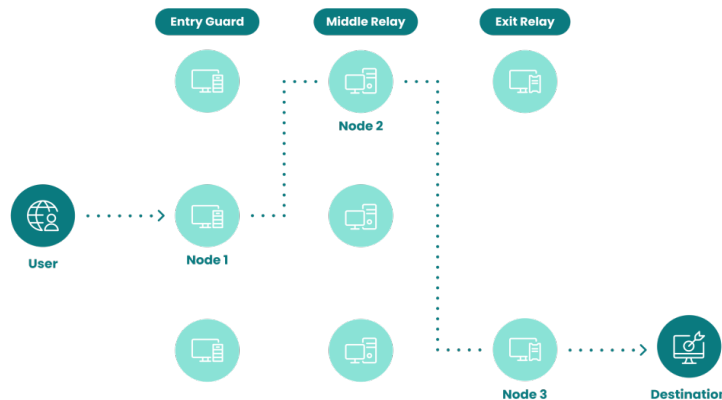 Entry Guard
Middle Relay
Exit Relay
Node 2
User
Node 1
Node 3
Destination